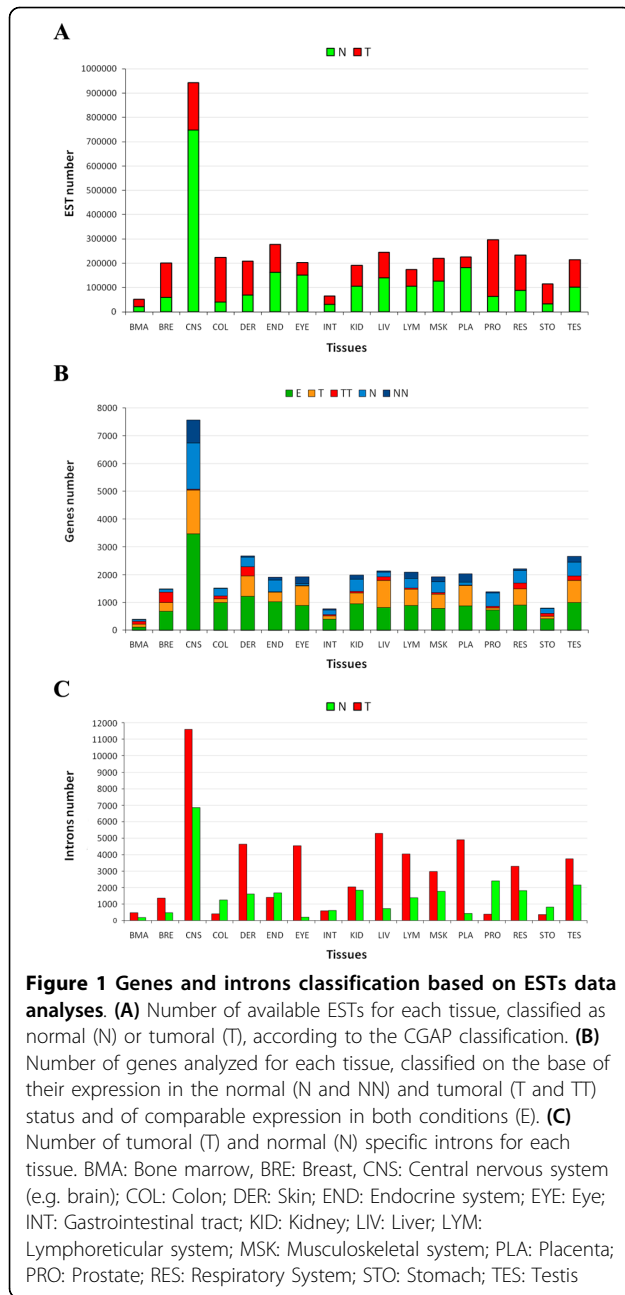 A
N T
EST number
1000000
900000
800000
700000
600000
500000
400000
300000
200000
100000
0
BMA BRE CNS COL DER END EYE INT KID LIV LYM MSK PLA PRO RES STO TES
Tissues
B
E T TT N NN
Genes number
8000
7000
6000
5000
4000
3000
2000
1000
0
BMA BRE CNS COL DER END EYE INT KID LIV LYM MSK PLA PRO RES STO TES
Tissues
C
N T
Introns number
12000
11000
10000
9000
8000
7000
6000
5000
4000
3000
2000
1000
0
BMA BRE CNS COL DER END EYE INT KID LIV LYM MSK PLA PRO RES STO TES
Tissues
Figure 1 Genes and introns classification based on ESTs data
analyses. (A) Number of available ESTs for each tissue, classified as
normal (N) or tumoral (T), according to the CGAP classification. (B)
Number of genes analyzed for each tissue, classified on the base of
their expression in the normal (N and NN) and tumoral (T and TT)
status and of comparable expression in both conditions (E). (C)
Number of tumoral (T) and normal (N) specific introns for each
tissue. BMA: Bone marrow, BRE: Breast, CNS: Central nervous system
(e.g. brain); COL: Colon; DER: Skin; END: Endocrine system; EYE: Eye;
INT: Gastrointestinal tract; KID: Kidney; LIV: Liver; LYM:
Lymphoreticular system; MSK: Musculoskeletal system; PLA: Placenta;
PRO: Prostate; RES: Respiratory System; STO: Stomach; TES: Testis